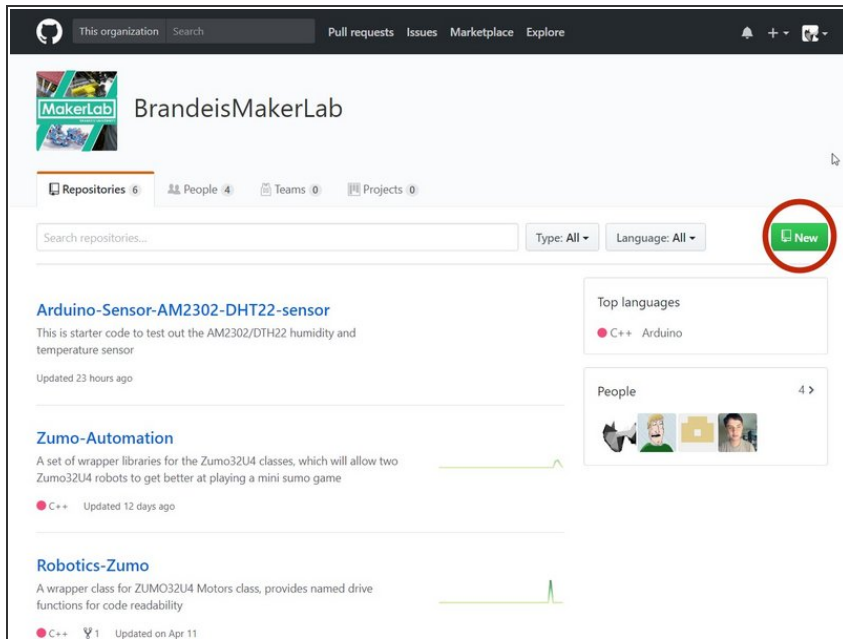 This organization Search Pull requests Issues Marketplace Explore
MakerLab
BrandeisMakerLab
Repositories 6 People 4 Teams 0 Projects 0
Search repositories... Type: All Language: All New
Arduino-Sensor-AM2302-DHT22-sensor
This is starter code to test out the AM2302/DTH22 humidity and
temperature sensor
Updated 23 hours ago
Top languages
C++ Arduino
People 4
Zumo-Automation
A set of wrapper libraries for the Zumo32U4 classes, which will allow two
Zumo32U4 robots to get better at playing a mini sumo game
C++ Updated 12 days ago
Robotics-Zumo
A wrapper class for ZUMO32U4 Motors class, provides named drive
functions for code readability
C++ 1 Updated on Apr 11